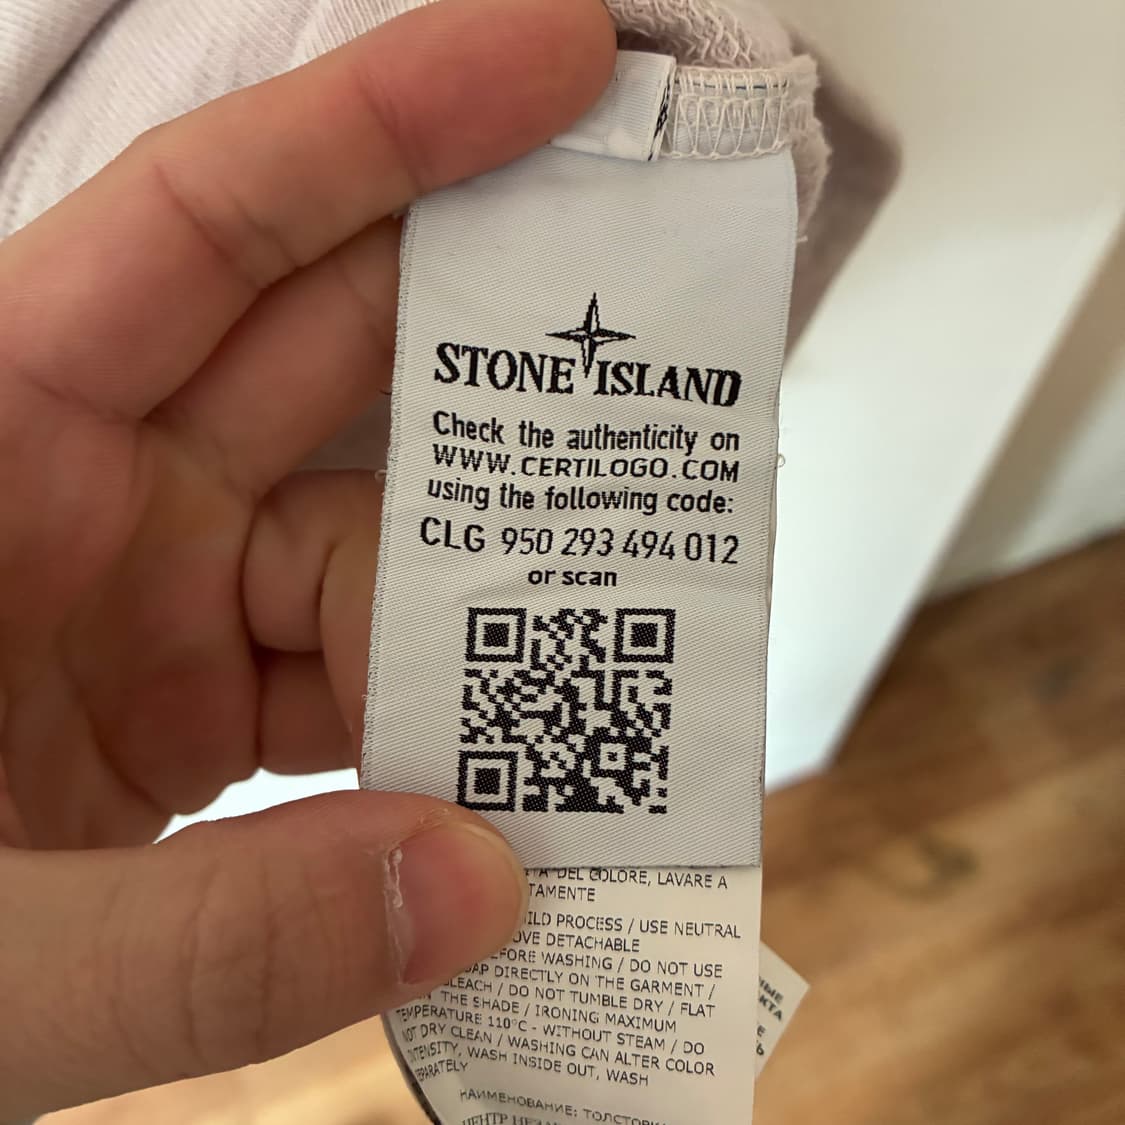 STONE ISLAND
Check the authenticity on
WWW.CERTILOGO.COM
using the following code:
CLG 950 293 494 012
or scan
DEL COLORE, LAVARE A
PROCESS / USE NEUTRAL
DETACHABLE
BEFORE WASHING / DO NOT USE
DIRECTLY ON THE GARMENT /
BLEACH / DO NOT TUMBLE DRY / FLAT
THE SHADE / IRONING MAXIMUM
TEMPERATURE 110°C - WITHOUT STEAM / DO
NOT DRY CLEAN / WASHING CAN ALTER COLOR
INTENSITY, WASH INSIDE OUT, WASH
SEPARATELY
НАИМЕНОВАНИЕ: